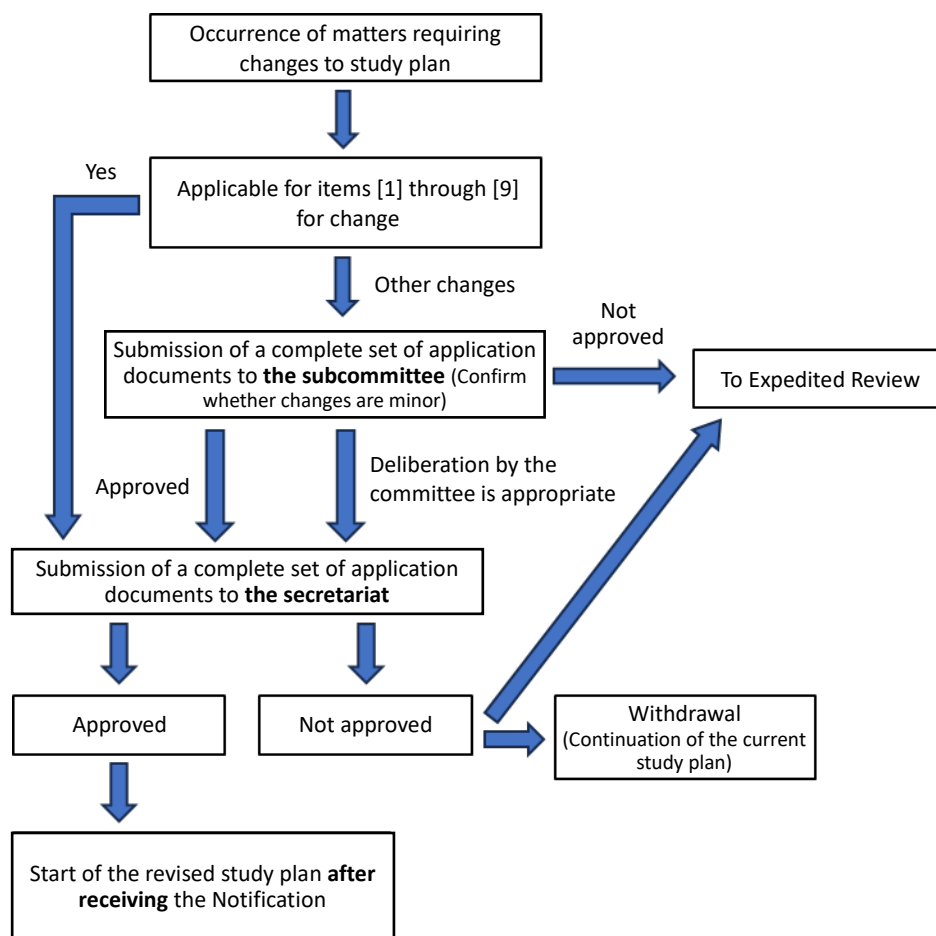 Occurrence of matters requiring
changes to study plan
Yes
Applicable for items [1] through [9]
for change
Other changes
Not
approved
Submission of a complete set of application
documents to the subcommittee (Confirm
whether changes are minor)
To Expedited Review
Approved
Deliberation by the
committee is appropriate
Submission of a complete set of application
documents to the secretariat
Approved
Not approved
Withdrawal
(Continuation of the current
study plan)
Start of the revised study plan after
receiving the Notification